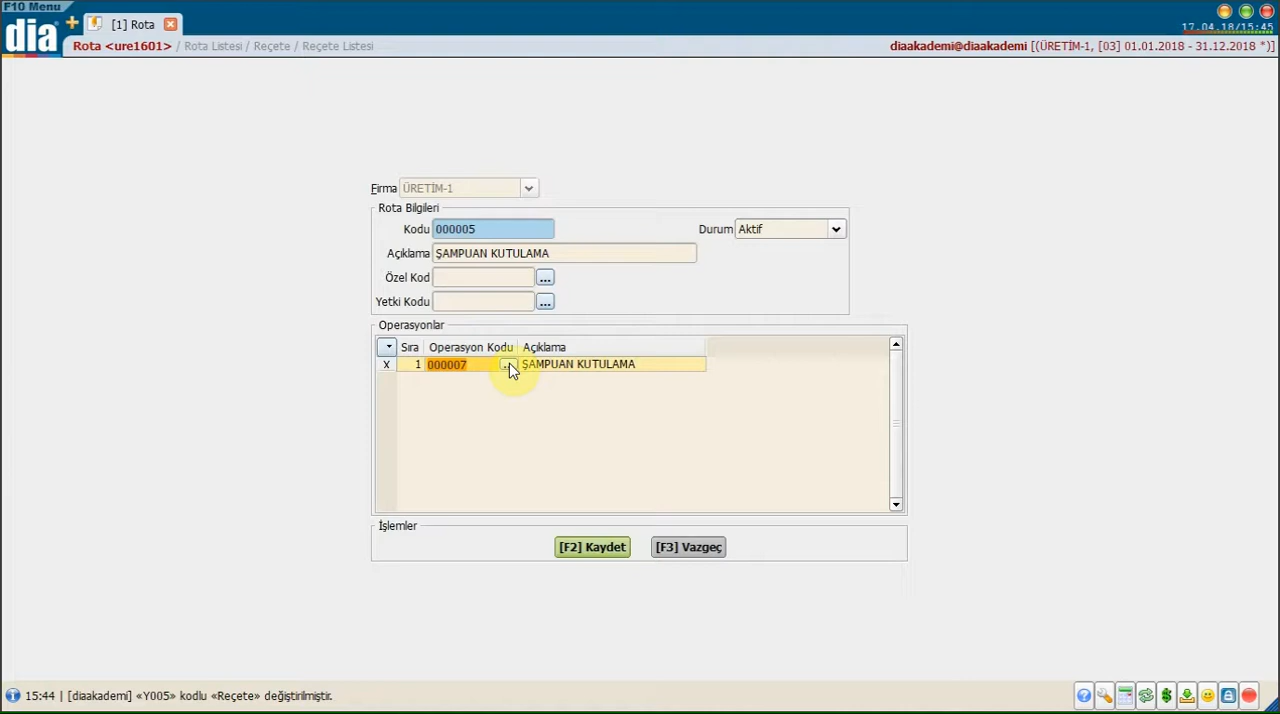 F10 Menu
dia
[1] Rota
17.04.18/15:45
Rota <ure1601> / Rota Listesi / Reçete / Reçete Listesi
diaakademi@diaakademi [(ÜRETİM-1, [03] 01.01.2018 - 31.12.2018 *)]
Firma ÜRETİM-1
Rota Bilgileri
Kodu 000005 Durum Aktif
Açıklama ŞAMPUAN KUTULAMA
Özel Kod ...
Yetki Kodu ...
Operasyonlar
Sıra Operasyon Kodu Açıklama
X 1 000007 ... ŞAMPUAN KUTULAMA
İşlemler
[F2] Kaydet [F3] Vazgeç
15:44 | [diaakademi] «Y005» kodlu «Reçete» değiştirilmiştir.